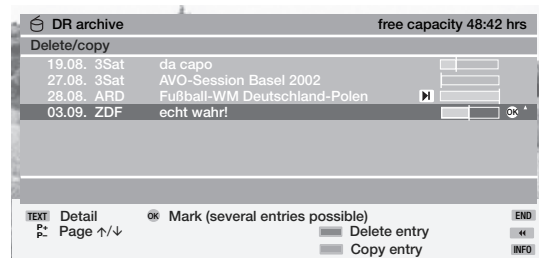 DR archive free capacity 48:42 hrs
Delete/copy
19.08. 3Sat da capo
27.08. 3Sat AVO-Session Basel 2002
28.08. ARD Fußball-WM Deutschland-Polen
03.09. ZDF echt wahr! OK
TEXT Detail OK Mark (several entries possible) END
P+ P– Page ↑/↓ Delete entry
Copy entry INFO